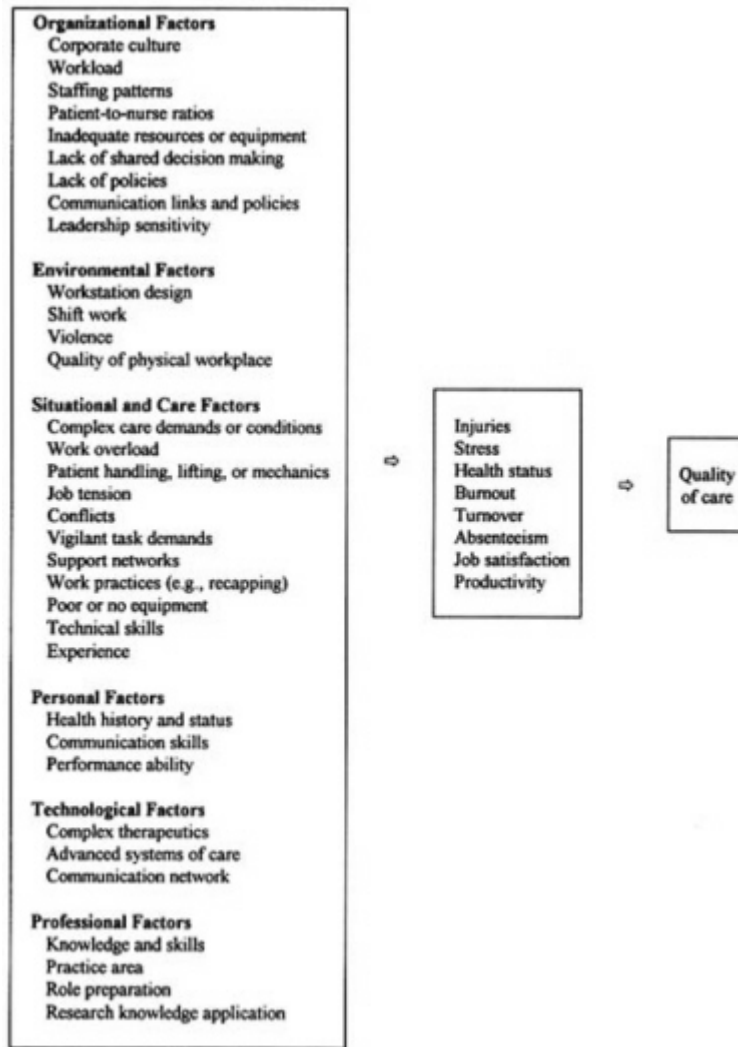 Organizational Factors
Corporate culture
Workload
Staffing patterns
Patient-to-nurse ratios
Inadequate resources or equipment
Lack of shared decision making
Lack of policies
Communication links and policies
Leadership sensitivity
Environmental Factors
Workstation design
Shift work
Violence
Quality of physical workplace
Situational and Care Factors
Complex care demands or conditions
Work overload
Patient handling, lifting, or mechanics
Job tension
Conflicts
Vigilant task demands
Support networks
Work practices (e.g., recapping)
Poor or no equipment
Technical skills
Experience
Personal Factors
Health history and status
Communication skills
Performance ability
Technological Factors
Complex therapeutics
Advanced systems of care
Communication network
Professional Factors
Knowledge and skills
Practice area
Role preparation
Research knowledge application
Injuries
Stress
Health status
Burnout
Turnover
Absenteeism
Job satisfaction
Productivity
Quality
of care